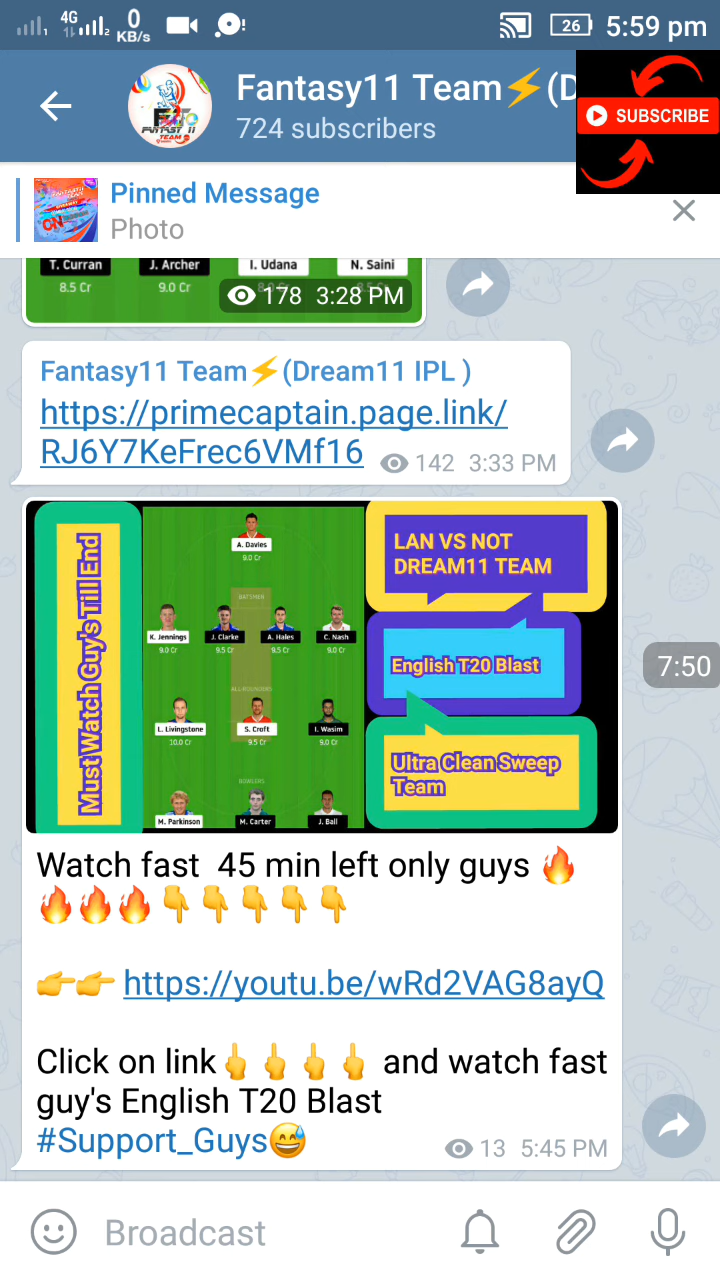 4G
1
2
0
KB/s
26
5:59 pm
Fantasy11 Team⚡(D
724 subscribers
SUBSCRIBE
Pinned Message
Photo
T. Curran J. Archer I. Udana N. Saini
8.5 Cr 9.0 Cr
178 3:28 PM
Fantasy11 Team⚡(Dream11 IPL )
https://primecaptain.page.link/
RJ6Y7KeFrec6VMf16
142 3:33 PM
Must Watch Guy's Till End
A. Davies
9.0 Cr
BATSMEN
K. Jennings J. Clarke A. Hales C. Nash
9.0 Cr 9.5 Cr 9.5 Cr 9.0 Cr
ALL-ROUNDERS
L. Livingstone S. Croft I. Wasim
10.0 Cr 9.5 Cr 9.0 Cr
BOWLERS
M. Parkinson M. Carter J. Ball
LAN VS NOT
DREAM11 TEAM
English T20 Blast
Ultra Clean Sweep
Team
7:50
Watch fast 45 min left only guys 🔥
🔥🔥🔥👇👇👇👇👇
👉👉 https://youtu.be/wRd2VAG8ayQ
Click on link👆👆👆👆 and watch fast
guy's English T20 Blast
#Support_Guys😅
13 5:45 PM
Broadcast